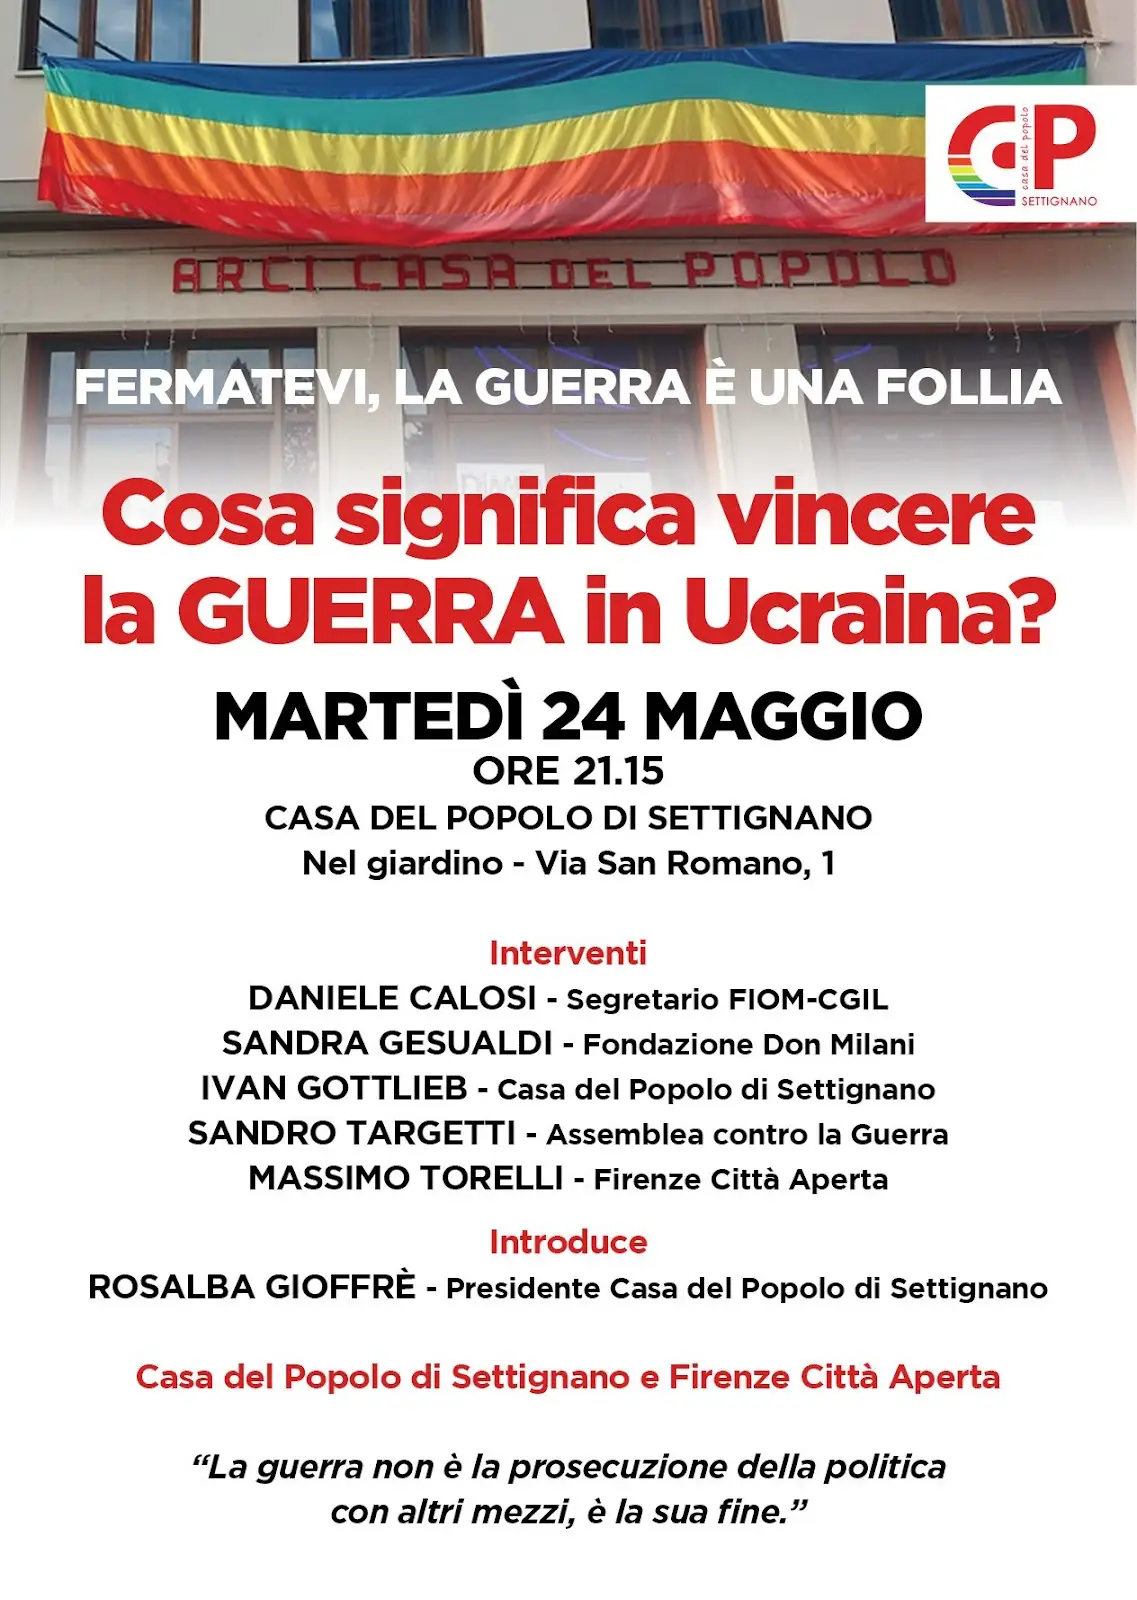 casa del popolo
CP
SETTIGNANO
ARCI CASA DEL POPOLO
FERMATEVI, LA GUERRA È UNA FOLLIA
Cosa significa vincere
la GUERRA in Ucraina?
MARTEDÌ 24 MAGGIO
ORE 21.15
CASA DEL POPOLO DI SETTIGNANO
Nel giardino - Via San Romano, 1
Interventi
DANIELE CALOSI - Segretario FIOM-CGIL
SANDRA GESUALDI - Fondazione Don Milani
IVAN GOTTLIEB - Casa del Popolo di Settignano
SANDRO TARGETTI - Assemblea contro la Guerra
MASSIMO TORELLI - Firenze Città Aperta
Introduce
ROSALBA GIOFFRÈ - Presidente Casa del Popolo di Settignano
Casa del Popolo di Settignano e Firenze Città Aperta
“La guerra non è la prosecuzione della politica
con altri mezzi, è la sua fine.”